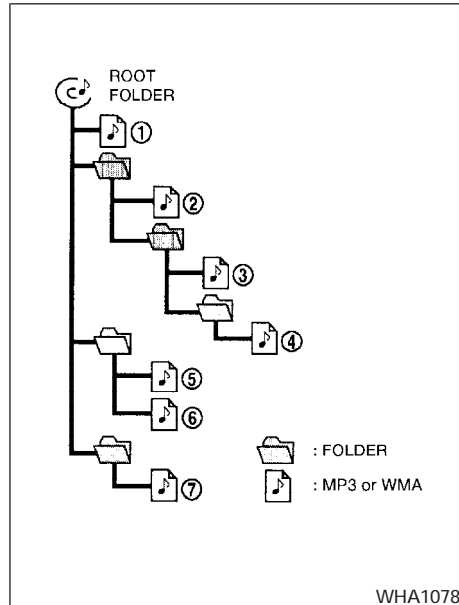 ROOT
FOLDER
①
②
③
④
⑤
⑥
⑦
: FOLDER
: MP3 or WMA
WHA1078